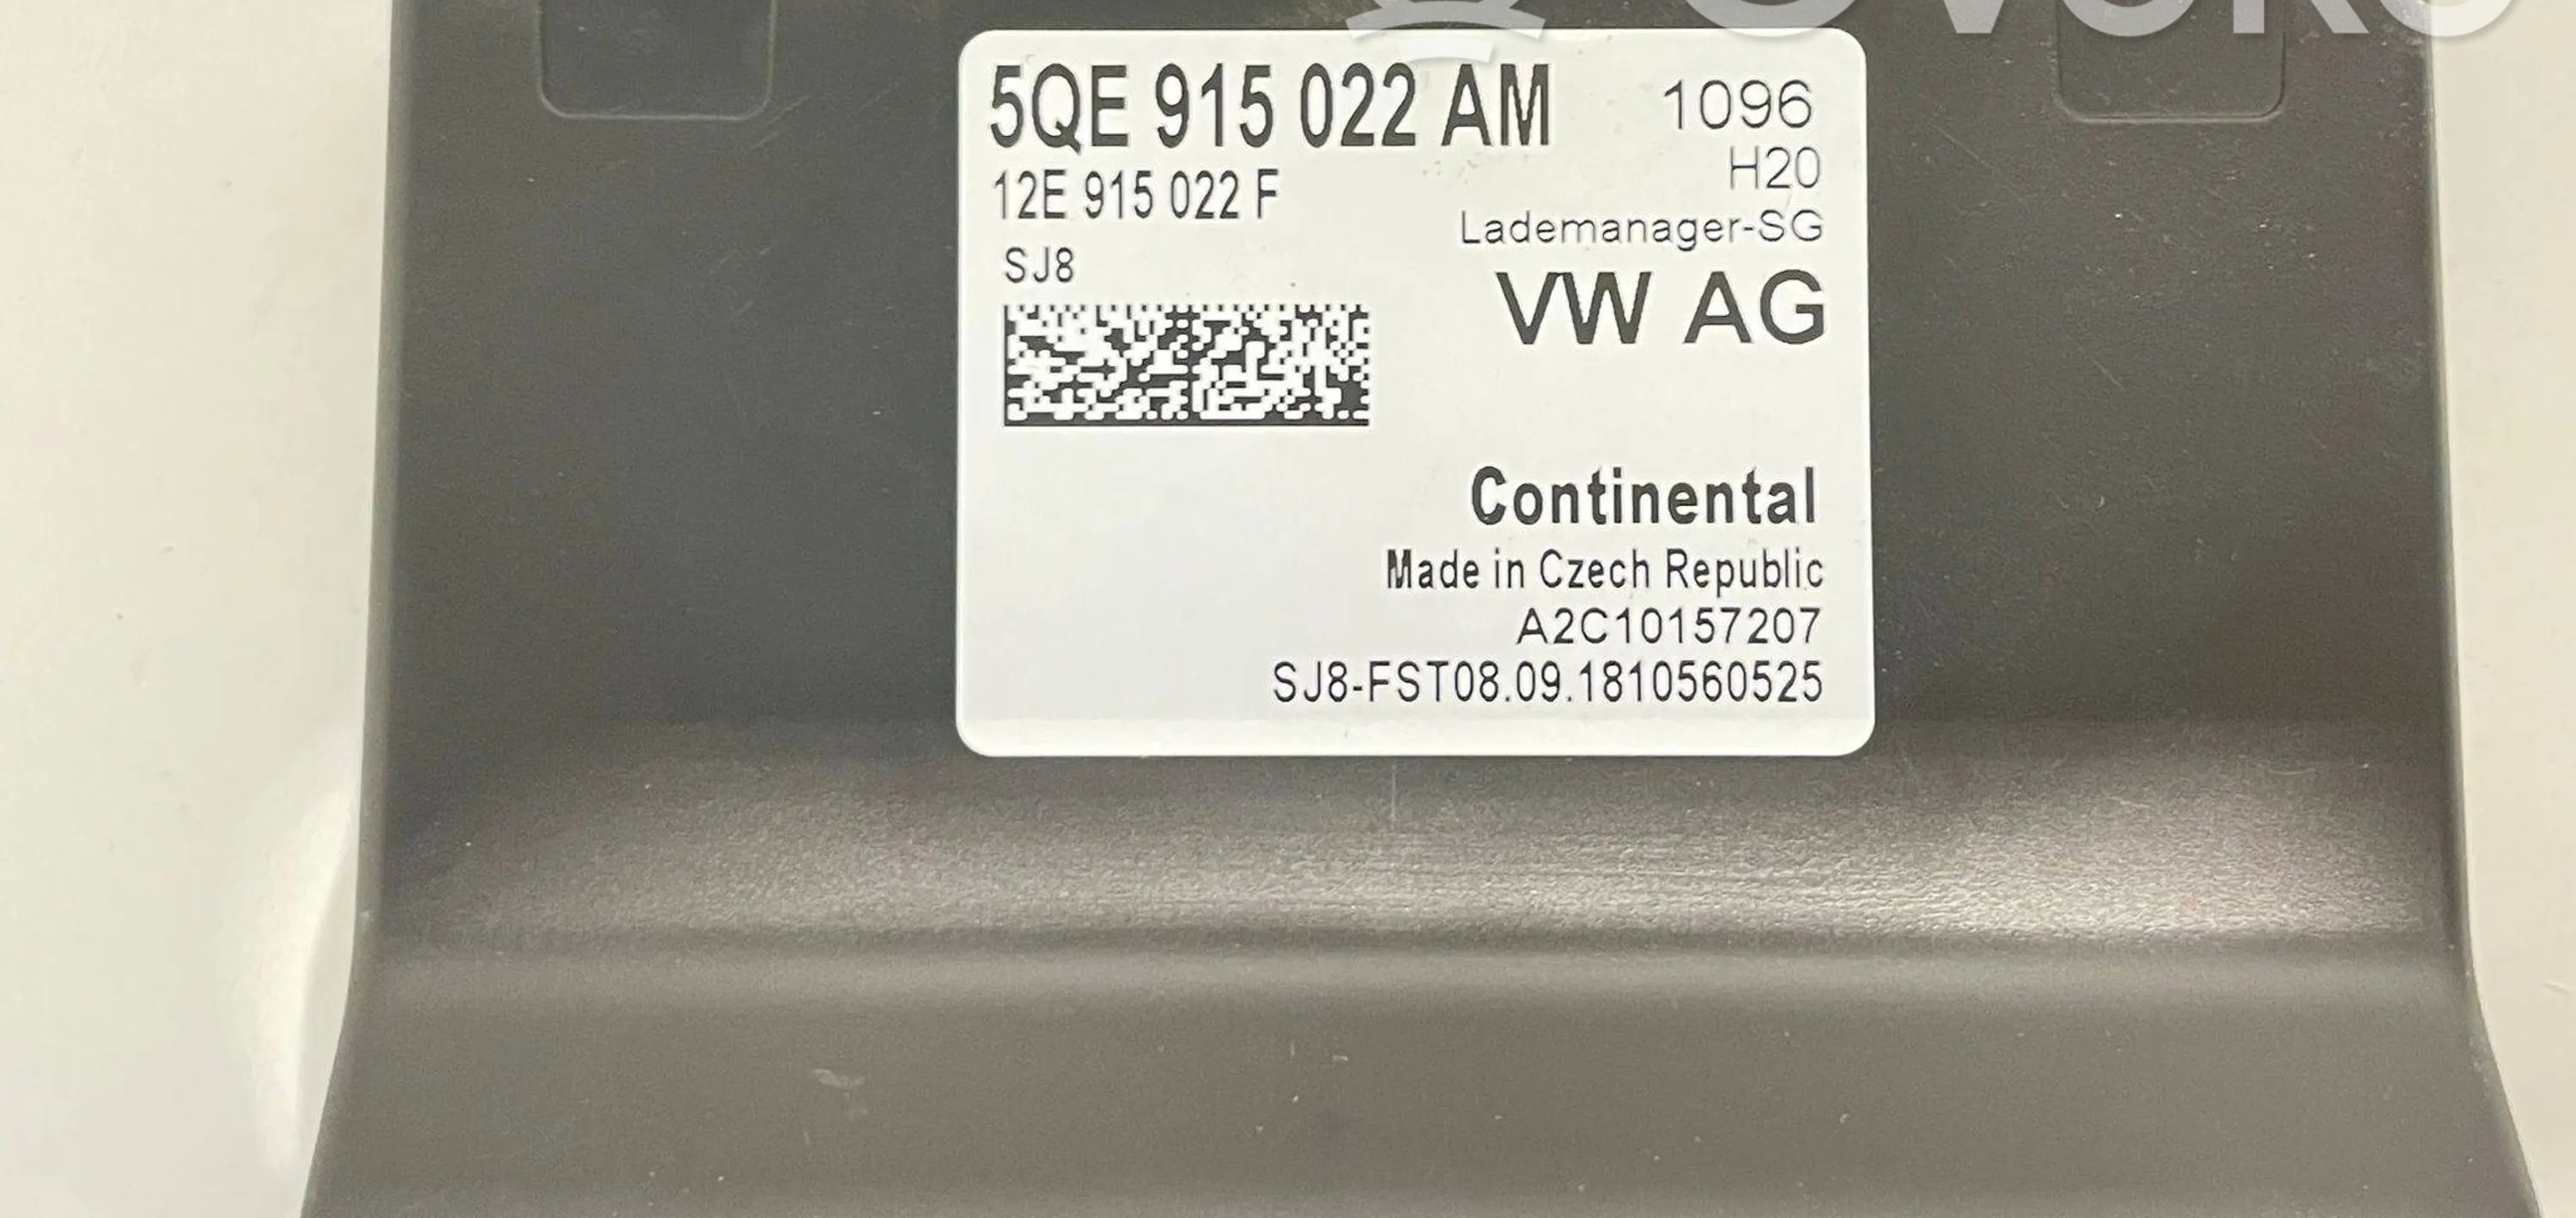 5QE 915 022 AM 1096
H20
12E 915 022 F
Lademanager-SG
SJ8
VW AG
Continental
Made in Czech Republic
A2C10157207
SJ8-FST08.09.1810560525